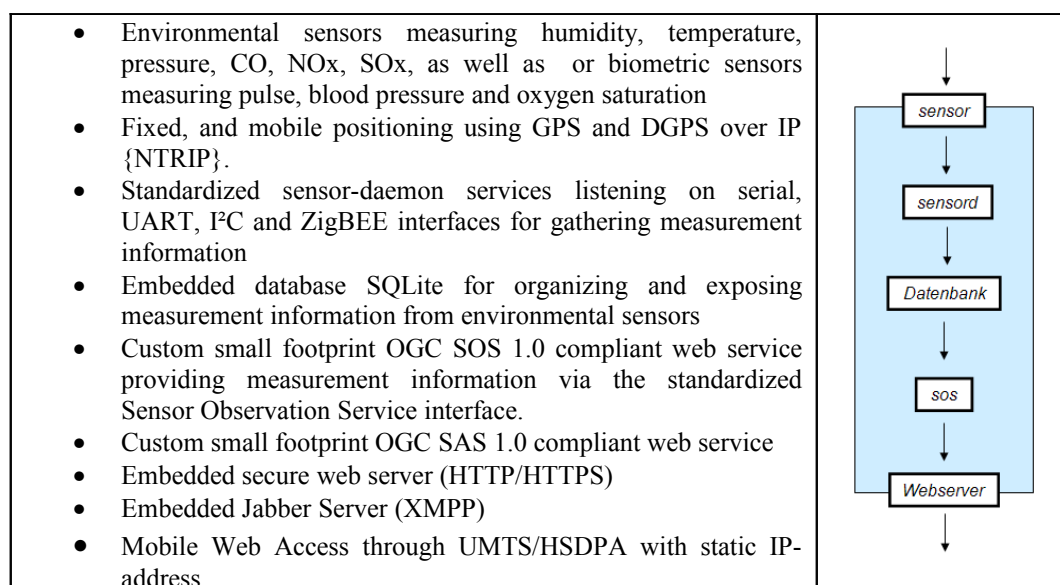 • Environmental sensors measuring humidity, temperature,
pressure, CO, NOx, SOx, as well as or biometric sensors
measuring pulse, blood pressure and oxygen saturation
• Fixed, and mobile positioning using GPS and DGPS over IP
{NTRIP}.
• Standardized sensor-daemon services listening on serial,
UART, I²C and ZigBEE interfaces for gathering measurement
information
• Embedded database SQLite for organizing and exposing
measurement information from environmental sensors
• Custom small footprint OGC SOS 1.0 compliant web service
providing measurement information via the standardized
Sensor Observation Service interface.
• Custom small footprint OGC SAS 1.0 compliant web service
• Embedded secure web server (HTTP/HTTPS)
• Embedded Jabber Server (XMPP)
• Mobile Web Access through UMTS/HSDPA with static IP-
address
sensor
sensord
Datenbank
sos
Webserver